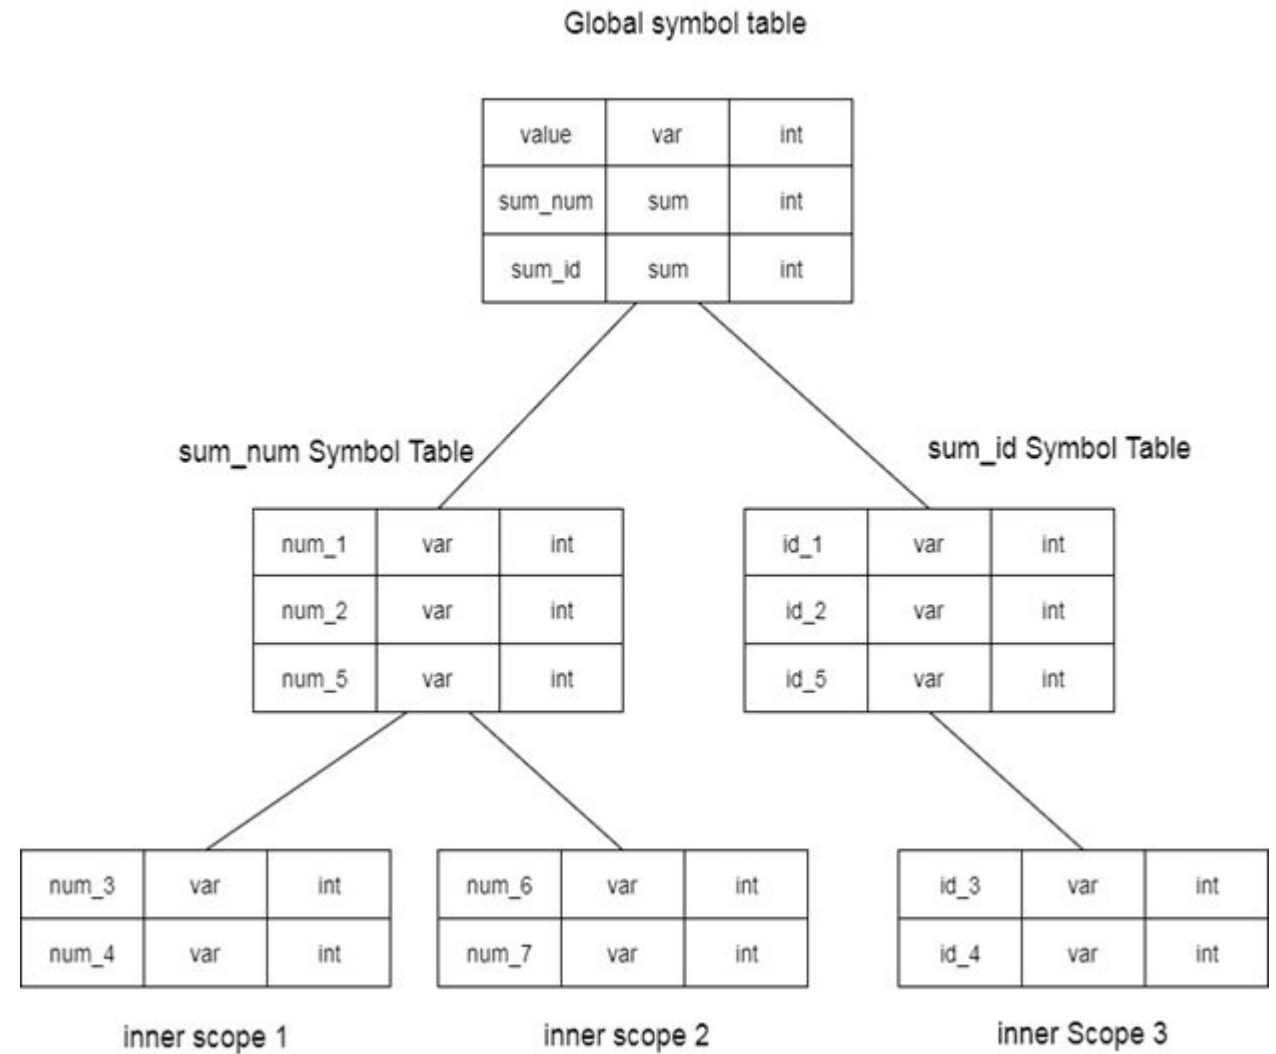 Global symbol table
value var int
sum_num sum int
sum_id sum int
sum_num Symbol Table
sum_id Symbol Table
num_1 var int
num_2 var int
num_5 var int
id_1 var int
id_2 var int
id_5 var int
num_3 var int
num_4 var int
inner scope 1
num_6 var int
num_7 var int
inner scope 2
id_3 var int
id_4 var int
inner Scope 3